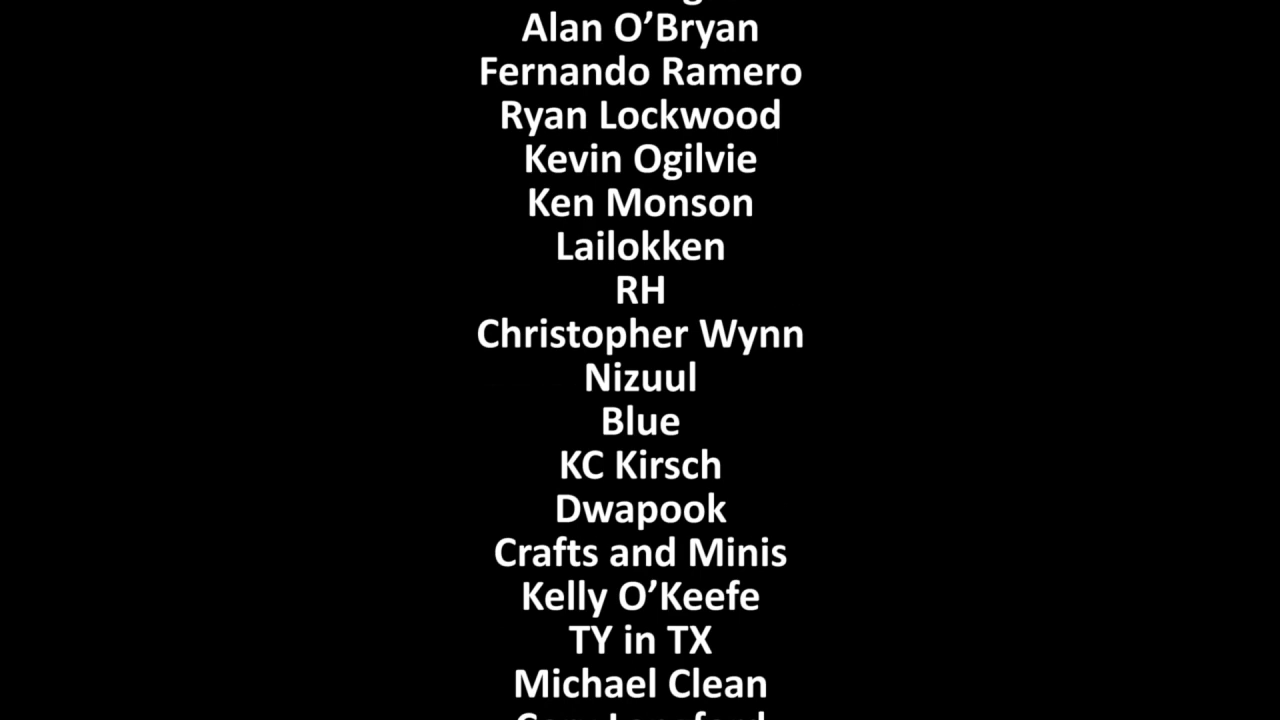 Alan O’Bryan
Fernando Ramero
Ryan Lockwood
Kevin Ogilvie
Ken Monson
Lailokken
RH
Christopher Wynn
Nizuul
Blue
KC Kirsch
Dwapook
Crafts and Minis
Kelly O’Keefe
TY in TX
Michael Clean